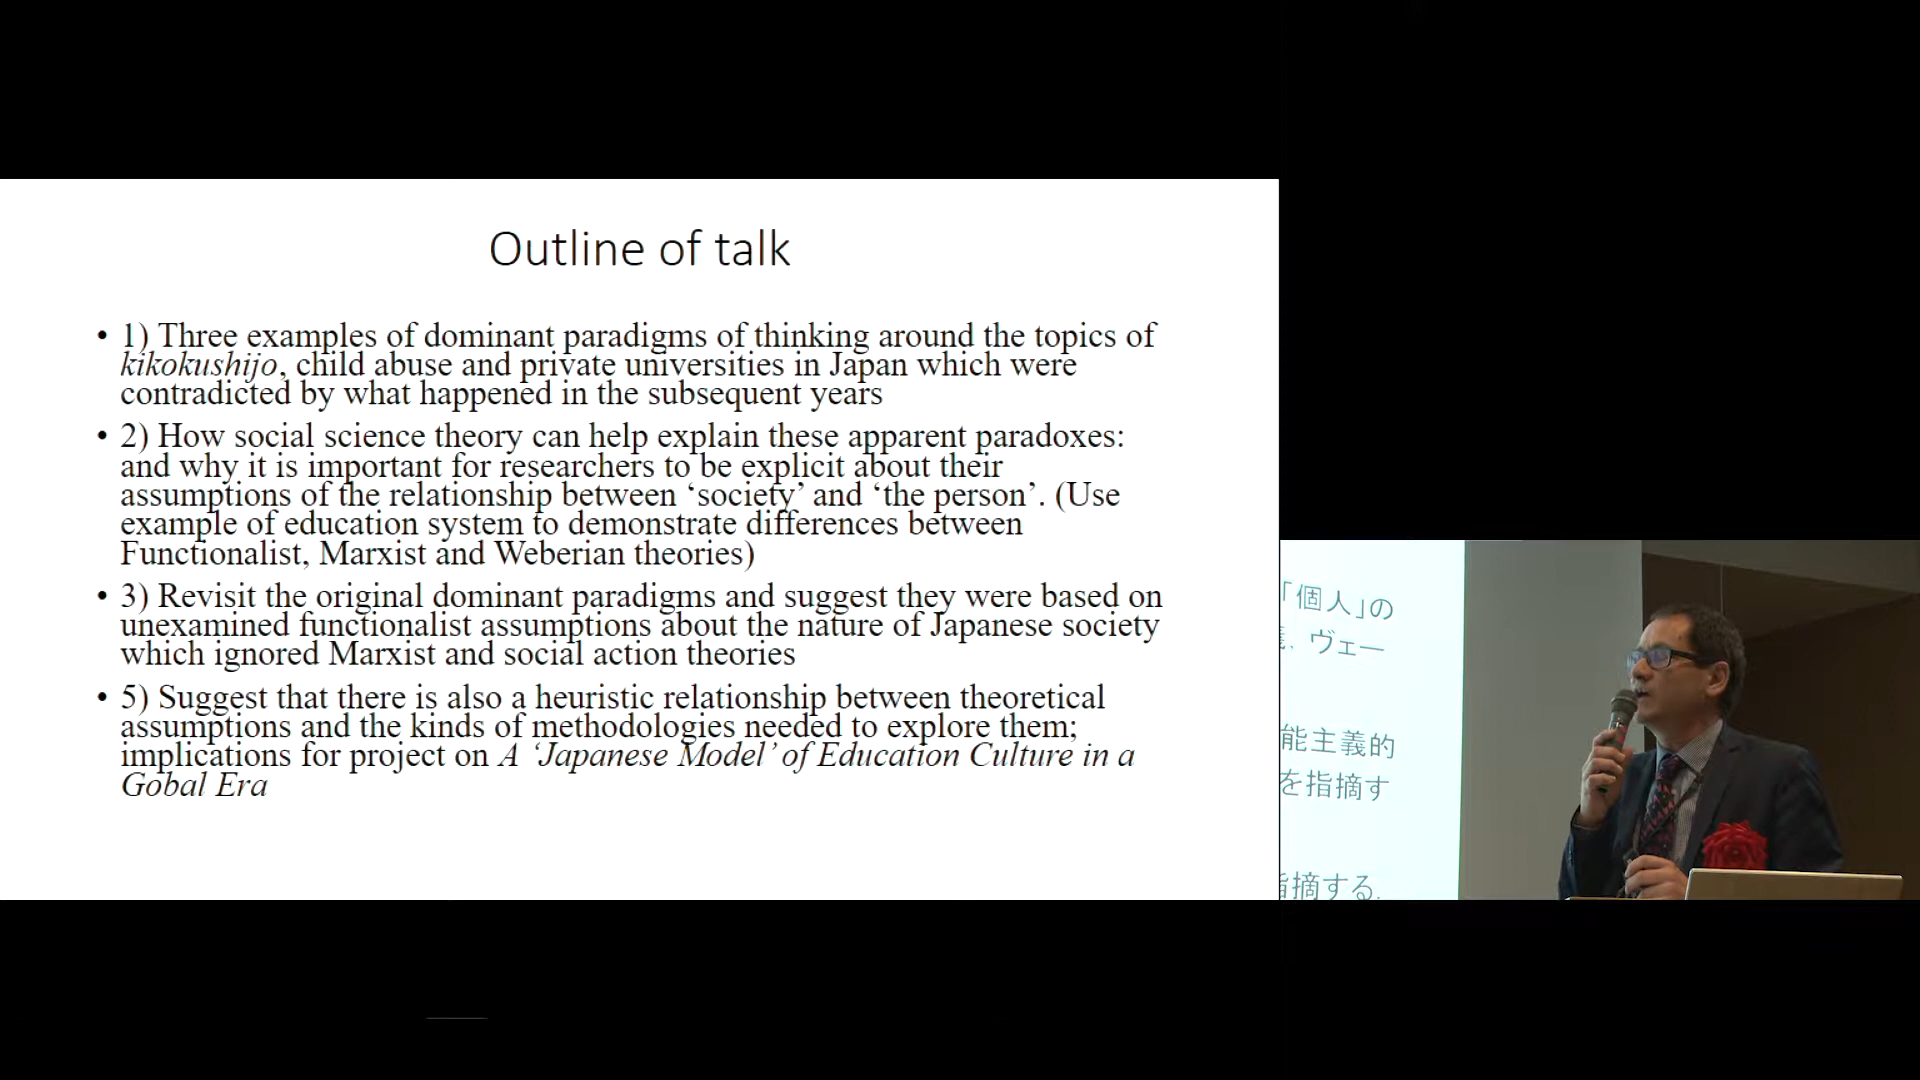 Outline of talk
• 1) Three examples of dominant paradigms of thinking around the topics of
kikokushijo, child abuse and private universities in Japan which were
contradicted by what happened in the subsequent years
• 2) How social science theory can help explain these apparent paradoxes:
and why it is important for researchers to be explicit about their
assumptions of the relationship between ‘society’ and ‘the person’. (Use
example of education system to demonstrate differences between
Functionalist, Marxist and Weberian theories)
• 3) Revisit the original dominant paradigms and suggest they were based on
unexamined functionalist assumptions about the nature of Japanese society
which ignored Marxist and social action theories
• 5) Suggest that there is also a heuristic relationship between theoretical
assumptions and the kinds of methodologies needed to explore them;
implications for project on A ‘Japanese Model’ of Education Culture in a
Gobal Era
「個人」の
ヴェー
能主義的
を指摘す
摘する.